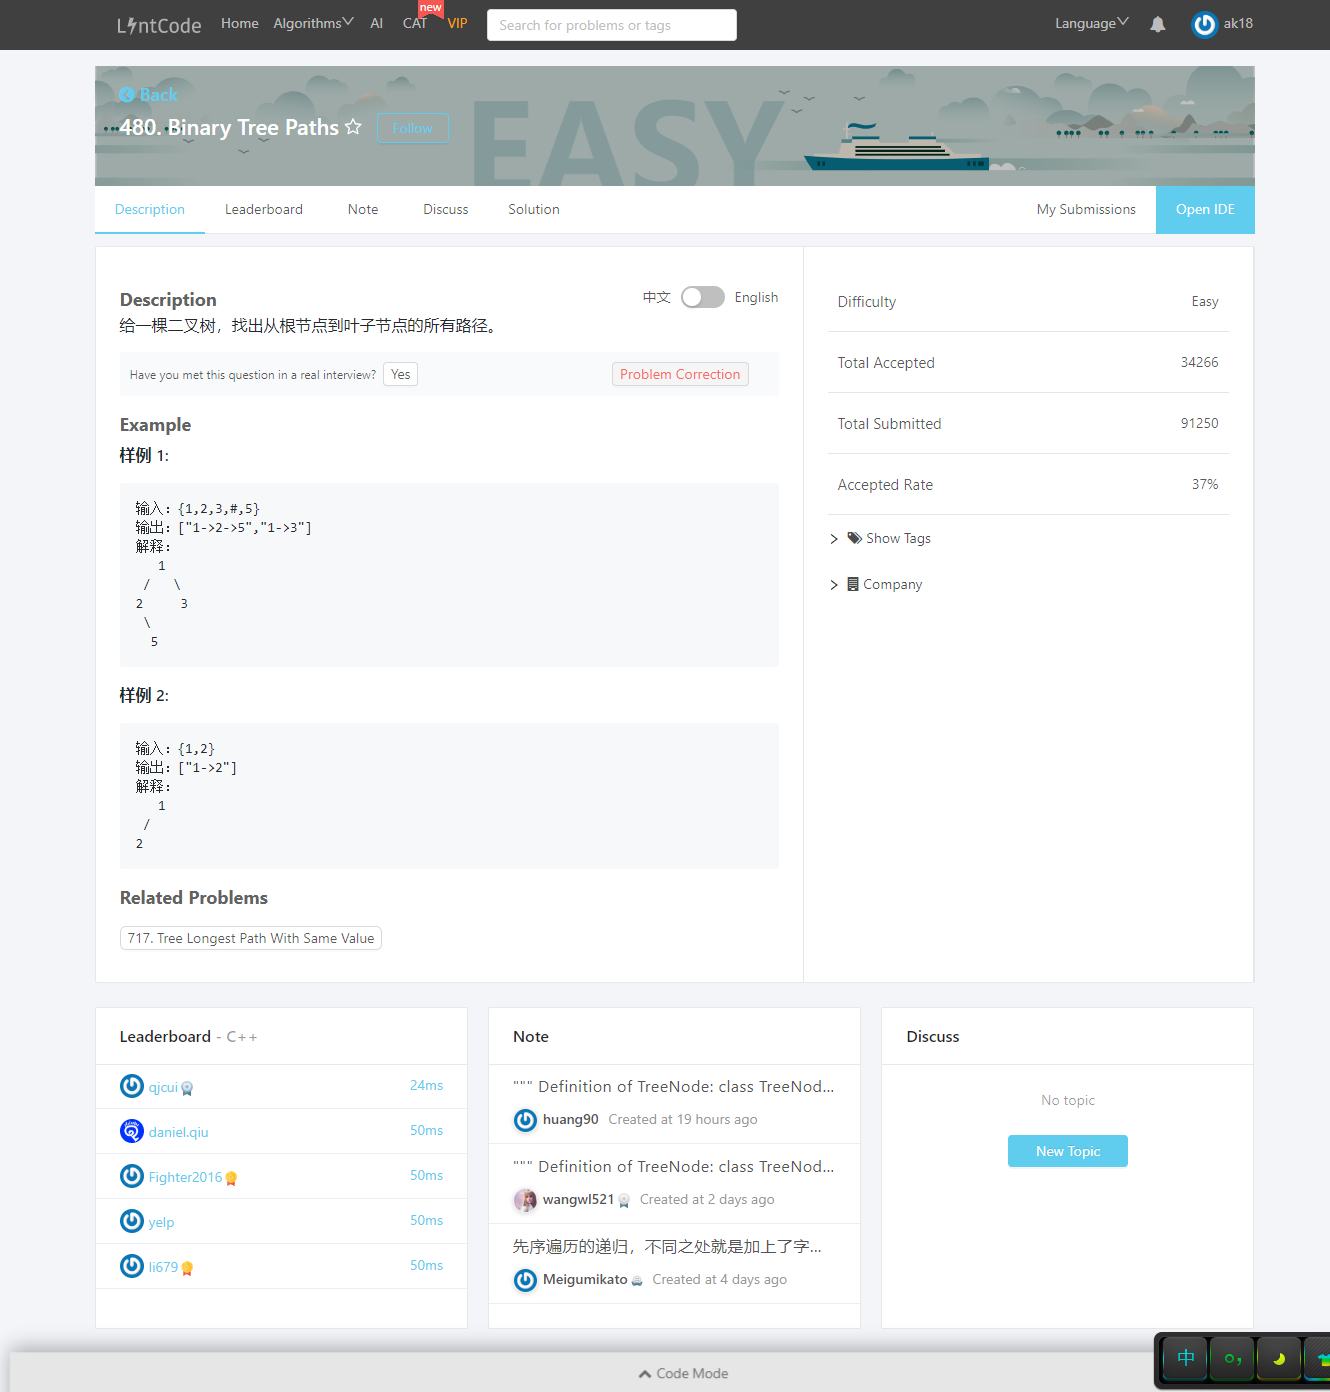 LintCode Home Algorithms AI CAT new VIP Search for problems or tags Language ak18
EASY
Back
480. Binary Tree Paths Follow
Description Leaderboard Note Discuss Solution My Submissions Open IDE
Description 中文 English
给一棵二叉树，找出从根节点到叶子节点的所有路径。
Have you met this question in a real interview? Yes Problem Correction
Example
样例 1:
输入：{1,2,3,#,5}
输出：["1->2->5","1->3"]
解释：
   1
 /   \
2     3
 \
  5
样例 2:
输入：{1,2}
输出：["1->2"]
解释：
   1
 /
2
Related Problems
717. Tree Longest Path With Same Value
Difficulty Easy
Total Accepted 34266
Total Submitted 91250
Accepted Rate 37%
Show Tags
Company
Leaderboard - C++
qjcui 24ms
daniel.qiu 50ms
Fighter2016 50ms
yelp 50ms
li679 50ms
Note
""" Definition of TreeNode: class TreeNod...
huang90 Created at 19 hours ago
""" Definition of TreeNode: class TreeNod...
wangwl521 Created at 2 days ago
先序遍历的递归，不同之处就是加上了字...
Meigumikato Created at 4 days ago
Discuss
No topic
New Topic
Code Mode
中